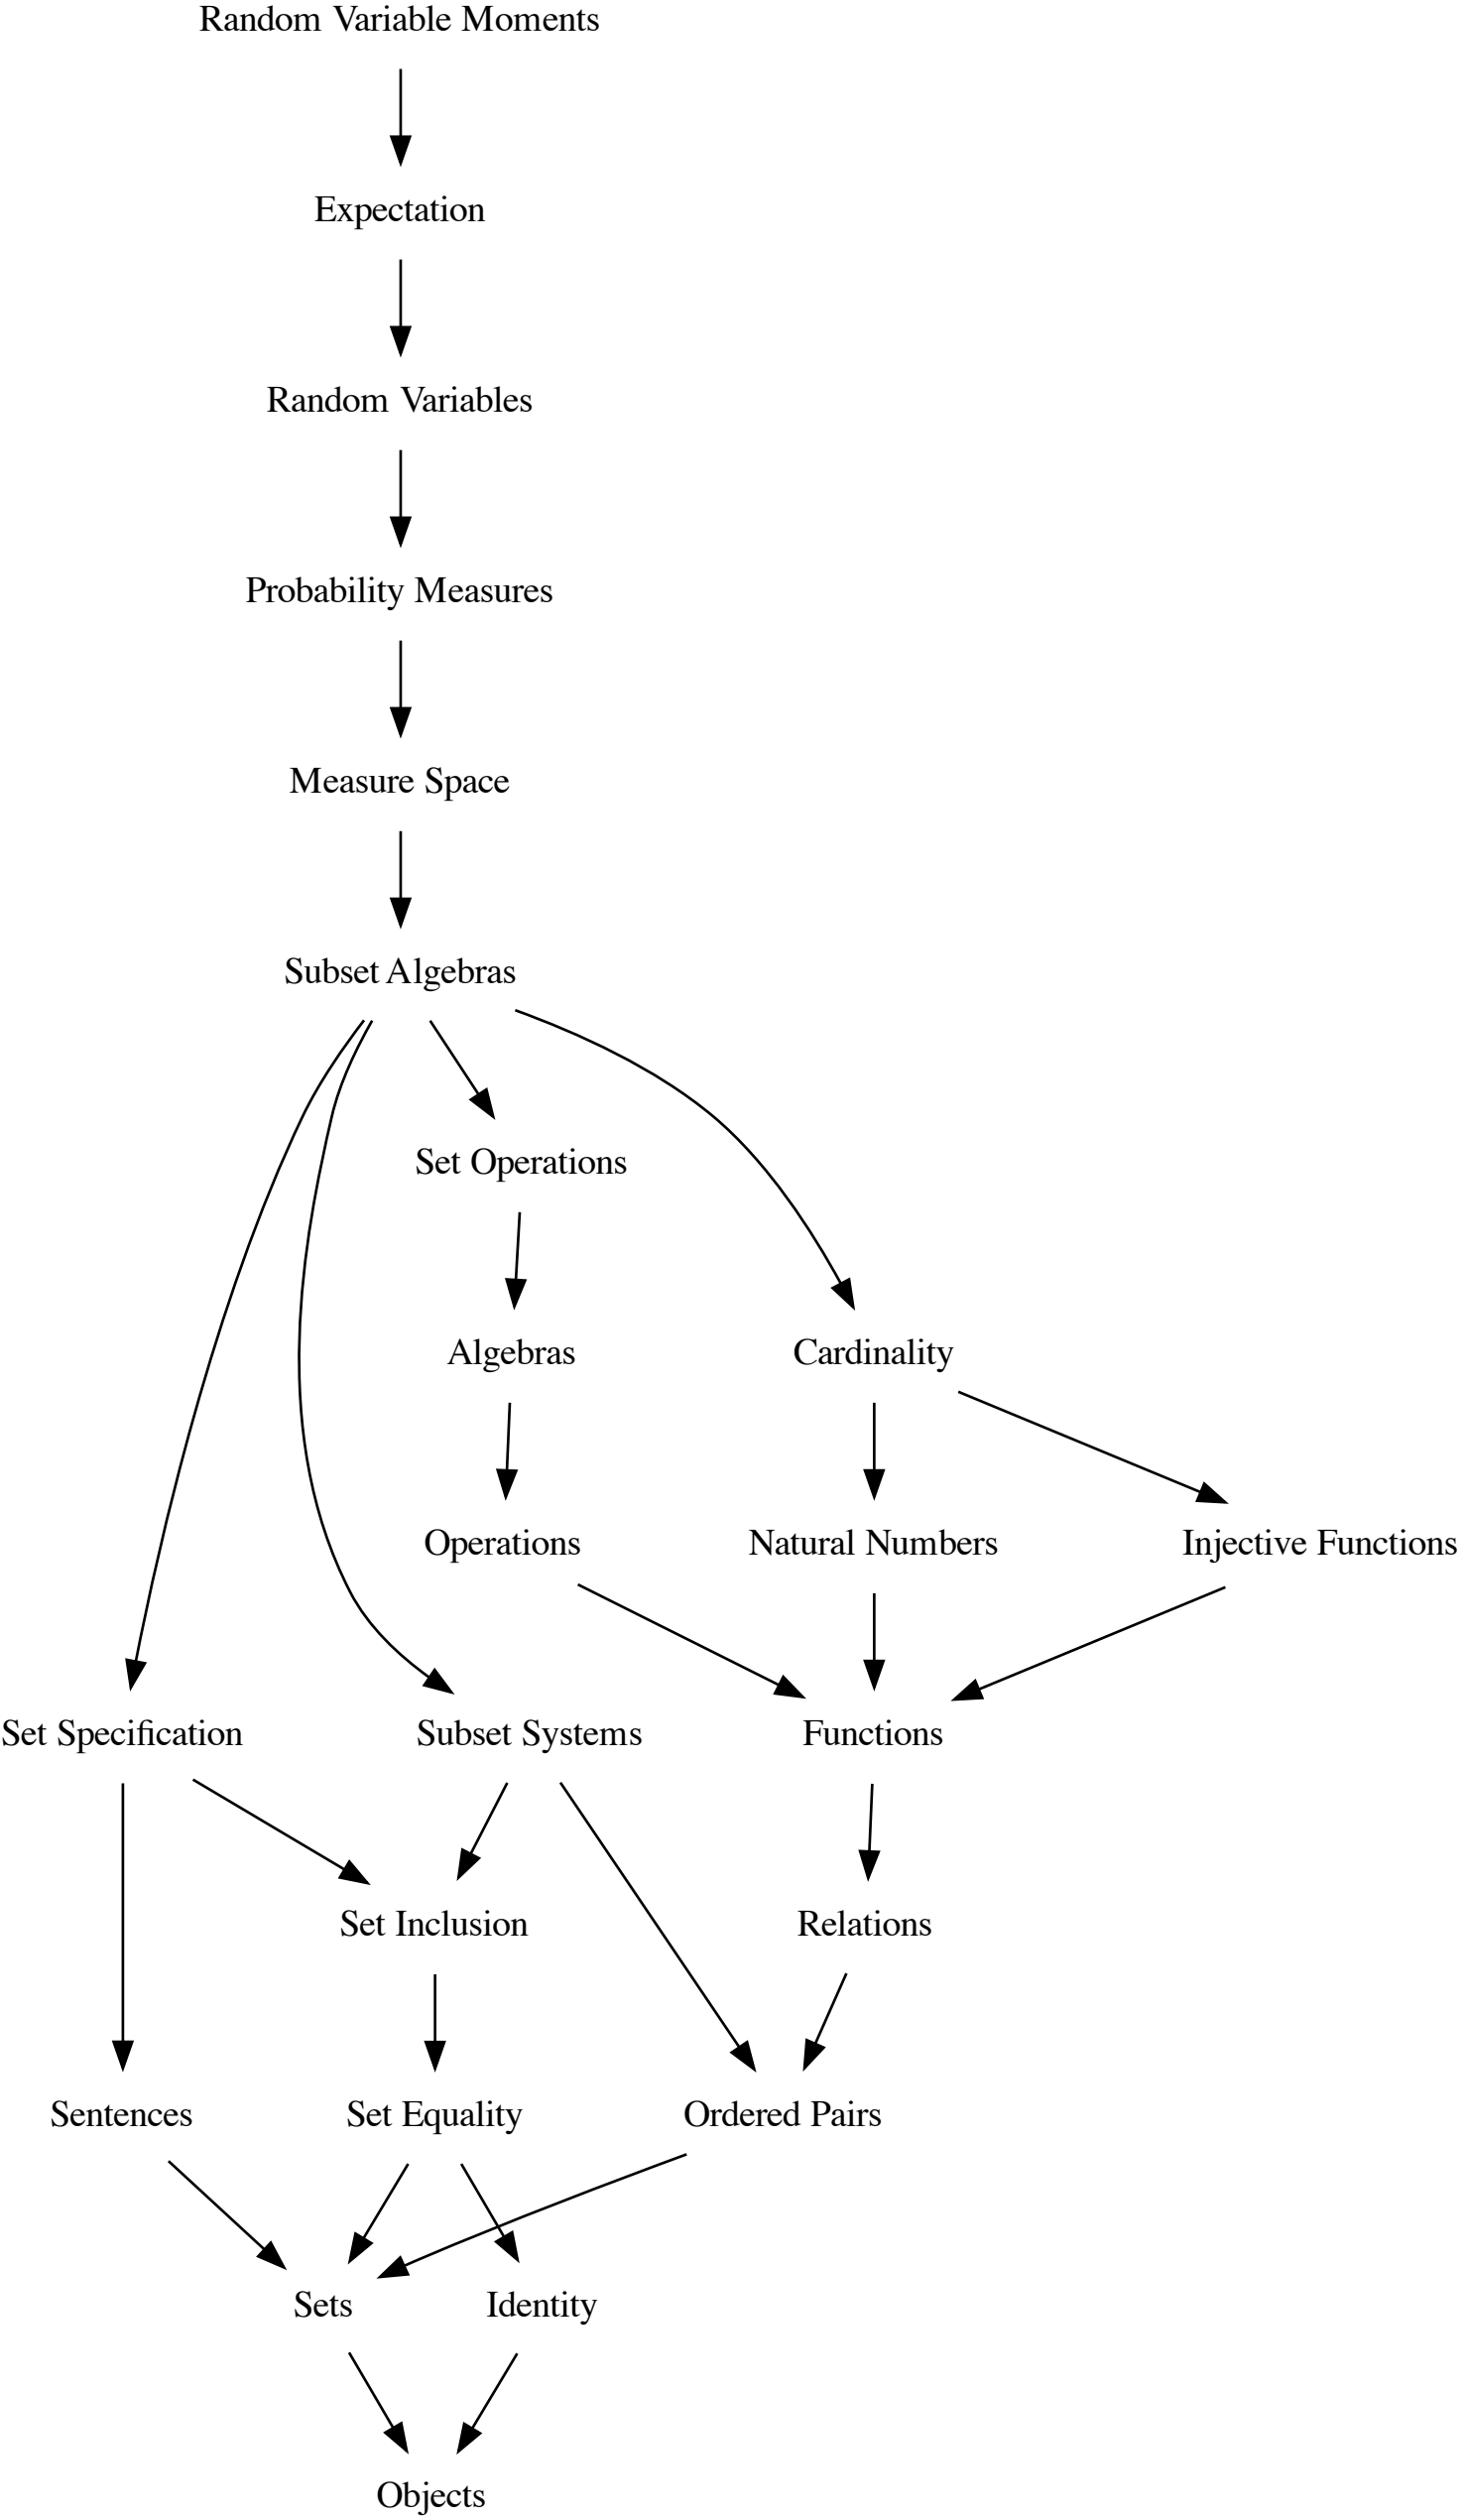 Random Variable Moments
Expectation
Random Variables
Probability Measures
Measure Space
Subset Algebras
Set Operations
Algebras
Cardinality
Operations
Natural Numbers
Injective Functions
Set Specification
Subset Systems
Functions
Set Inclusion
Relations
Sentences
Set Equality
Ordered Pairs
Sets
Identity
Objects